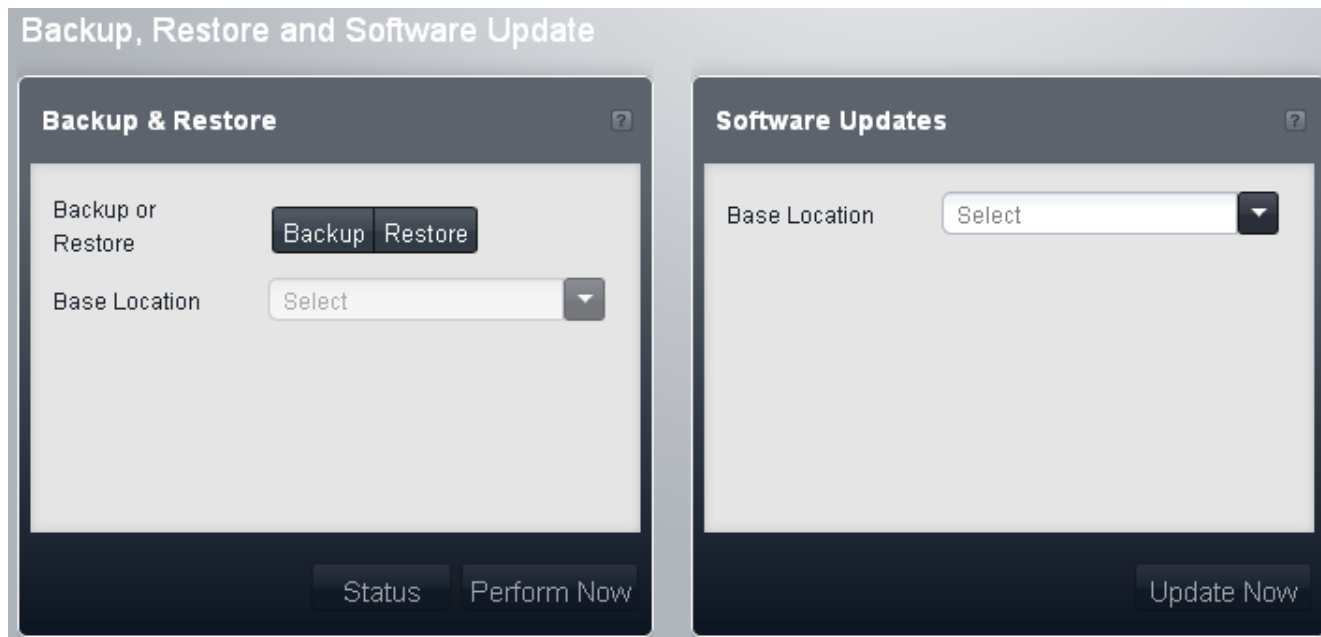 Backup, Restore and Software Update
Backup & Restore
?
Backup or
Restore
Backup
Restore
Base Location
Select
Status
Perform Now
Software Updates
?
Base Location
Select
Update Now